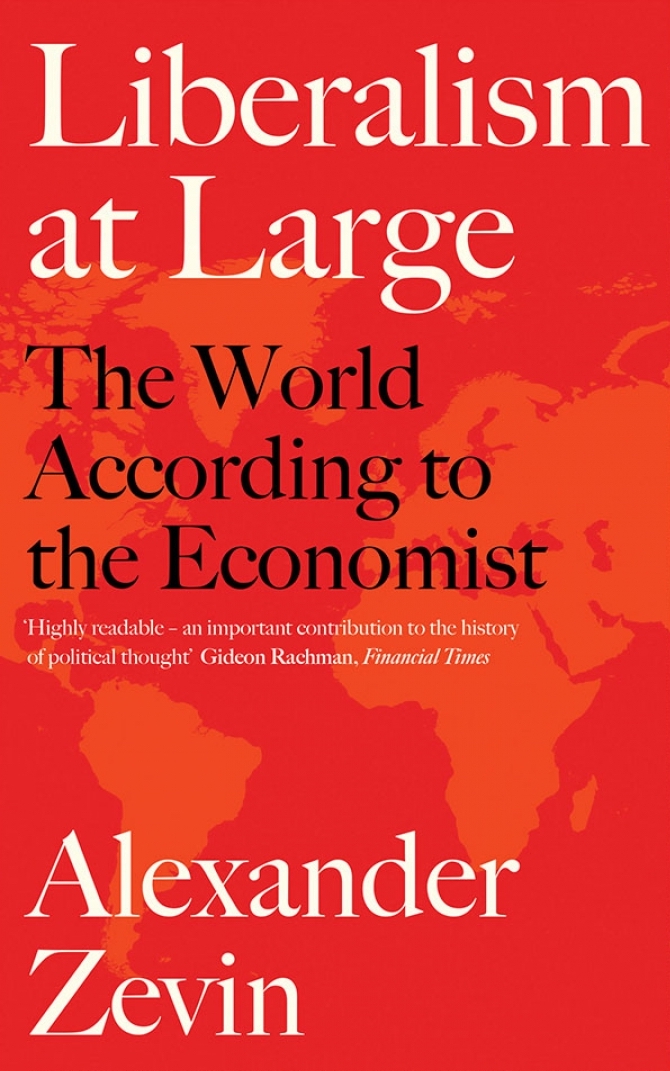 Liberalism
at Large
The World
According to
the Economist
‘Highly readable – an important contribution to the history
of political thought’ Gideon Rachman, Financial Times
Alexander
Zevin